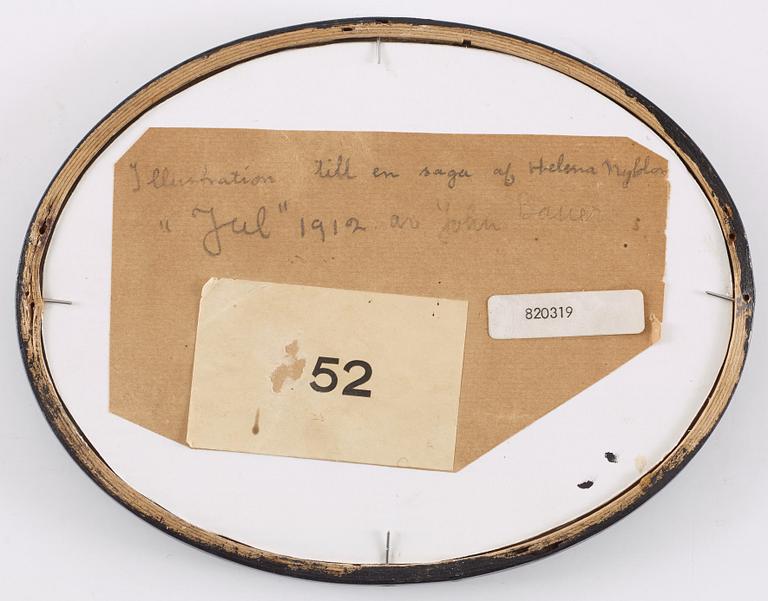 Illustration till en saga af Helena Nyblom
"Jul" 1912 av John Bauer
s
820319
52